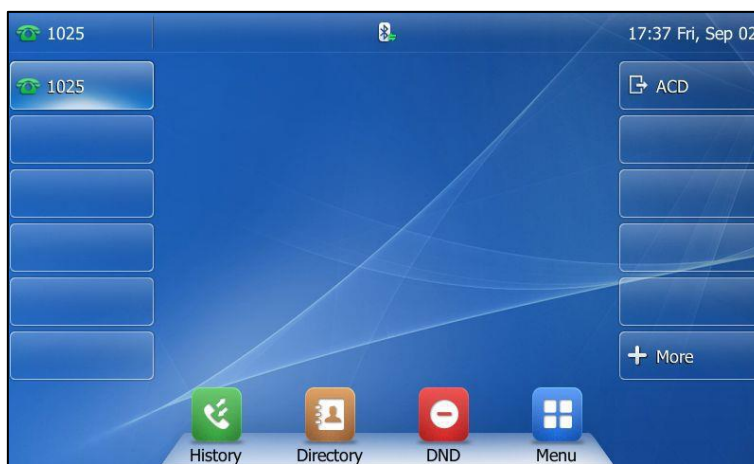 1025
17:37 Fri, Sep 02
1025
ACD
More
History
Directory
DND
Menu